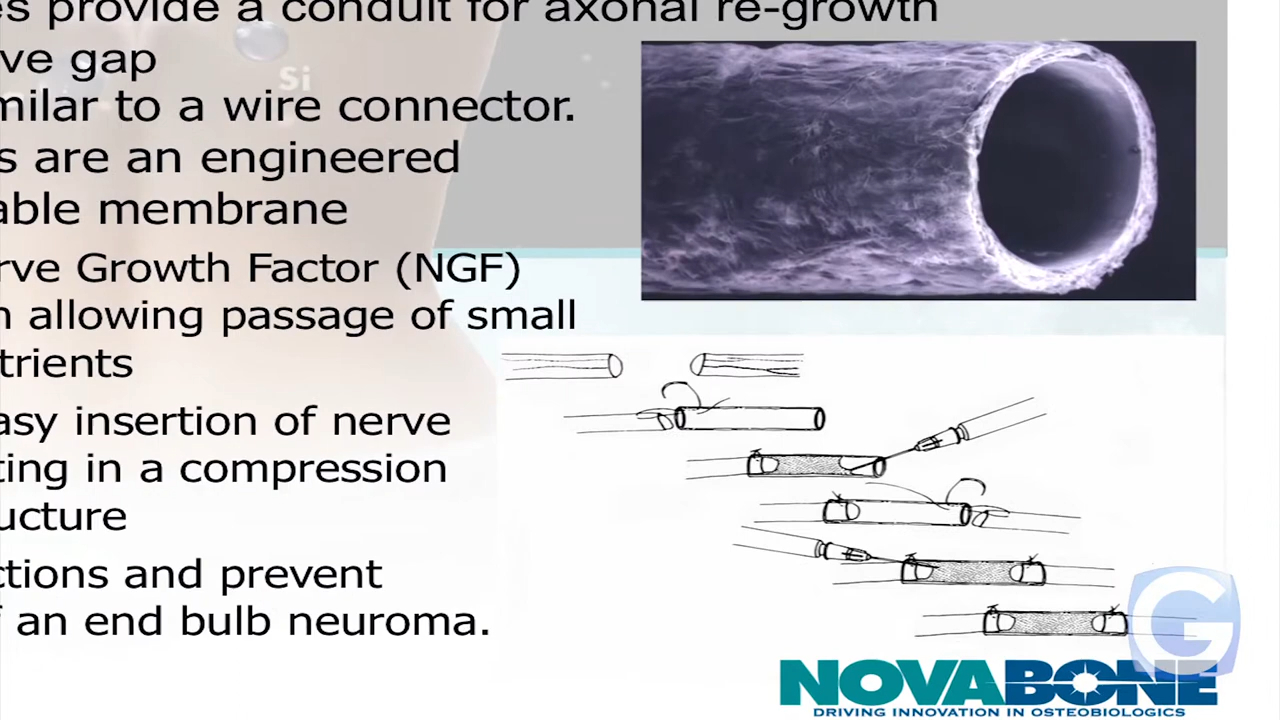 es provide a conduit for axonal re-growth
ve gap
Si
milar to a wire connector.
s are an engineered
able membrane
rve Growth Factor (NGF)
n allowing passage of small
trients
asy insertion of nerve
ting in a compression
ucture
ctions and prevent
f an end bulb neuroma.
G
NOVABONE
DRIVING INNOVATION IN OSTEOBIOLOGICS